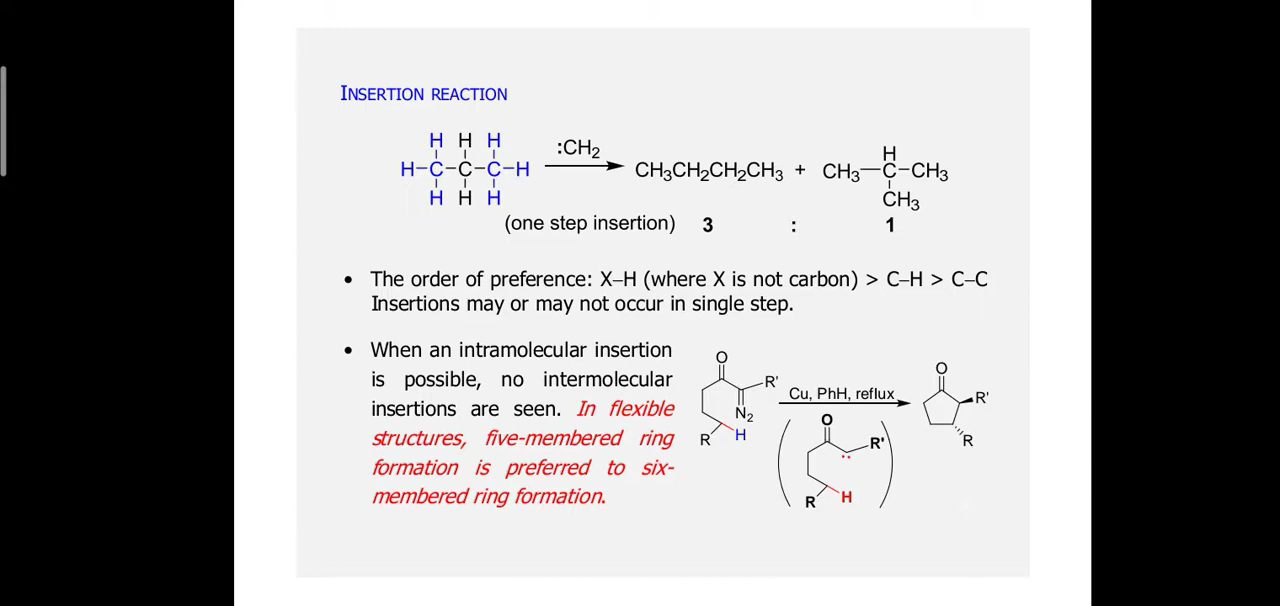 INSERTION REACTION
H H H
:CH2
H–C–C–C–H
CH3CH2CH2CH3 + CH3–C–CH3
H
H H H
CH3
(one step insertion) 3 : 1
• The order of preference: X–H (where X is not carbon) > C–H > C–C
Insertions may or may not occur in single step.
• When an intramolecular insertion
is possible, no intermolecular
insertions are seen. In flexible
structures, five-membered ring
formation is preferred to six-
membered ring formation.
O
R'
N2
R H
Cu, PhH, reflux
O
R'
R H
O
R'
R